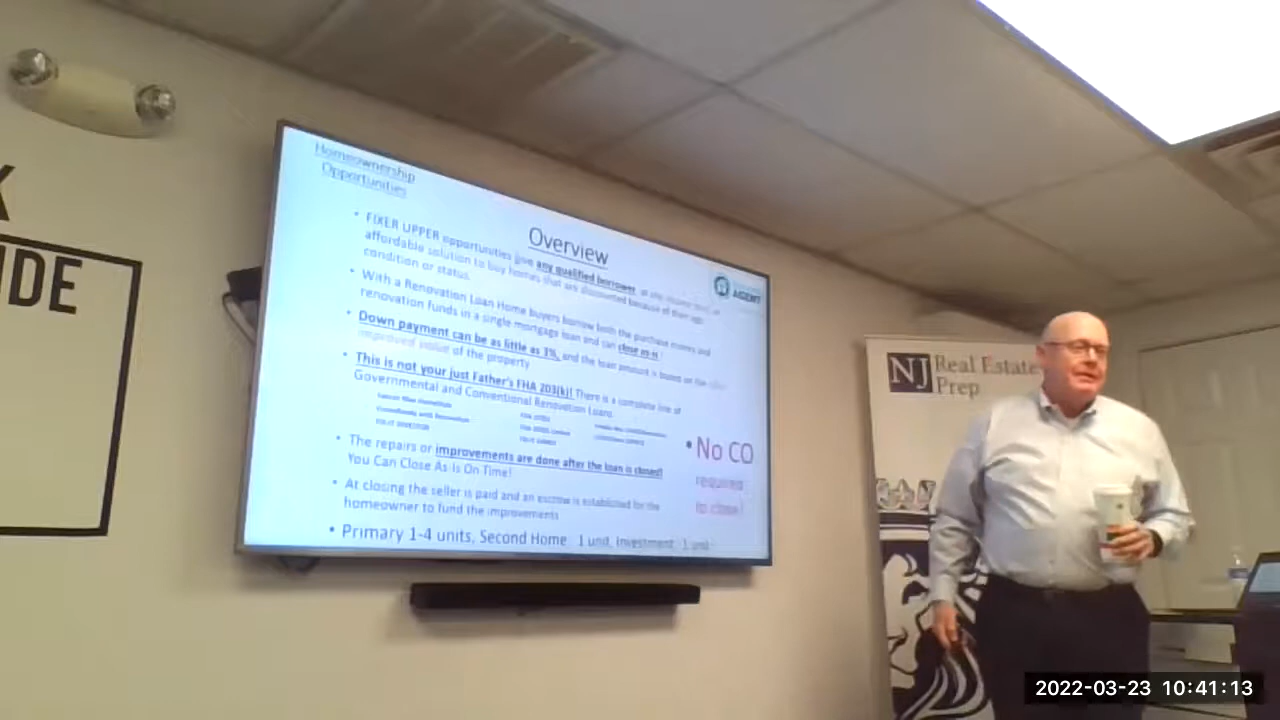 K
IDE
Homeownership
Opportunities
Overview
AGENT
• FIXER UPPER opportunities give any qualified borrower, at any income level, an
affordable solution to buy homes that are discounted because of their age,
condition or status.
• With a Renovation Loan Home buyers borrow both the purchase money and
renovation funds in a single mortgage loan and can close as-is!
• Down payment can be as little as 3%, and the loan amount is based on the
improved value of the property
• This is not your just Father's FHA 203(k)! There is a complete line of
Governmental and Conventional Renovation Loans
• The repairs or improvements are done after the loan is closed!
You Can Close As Is On Time!
• At closing the seller is paid and an escrow is established for the
homeowner to fund the improvements
• Primary 1-4 units, Second Home 1 unit, Investment 1 unit
• No CO
required
to close!
NJ Real Estate
Prep
2022-03-23 10:41:13